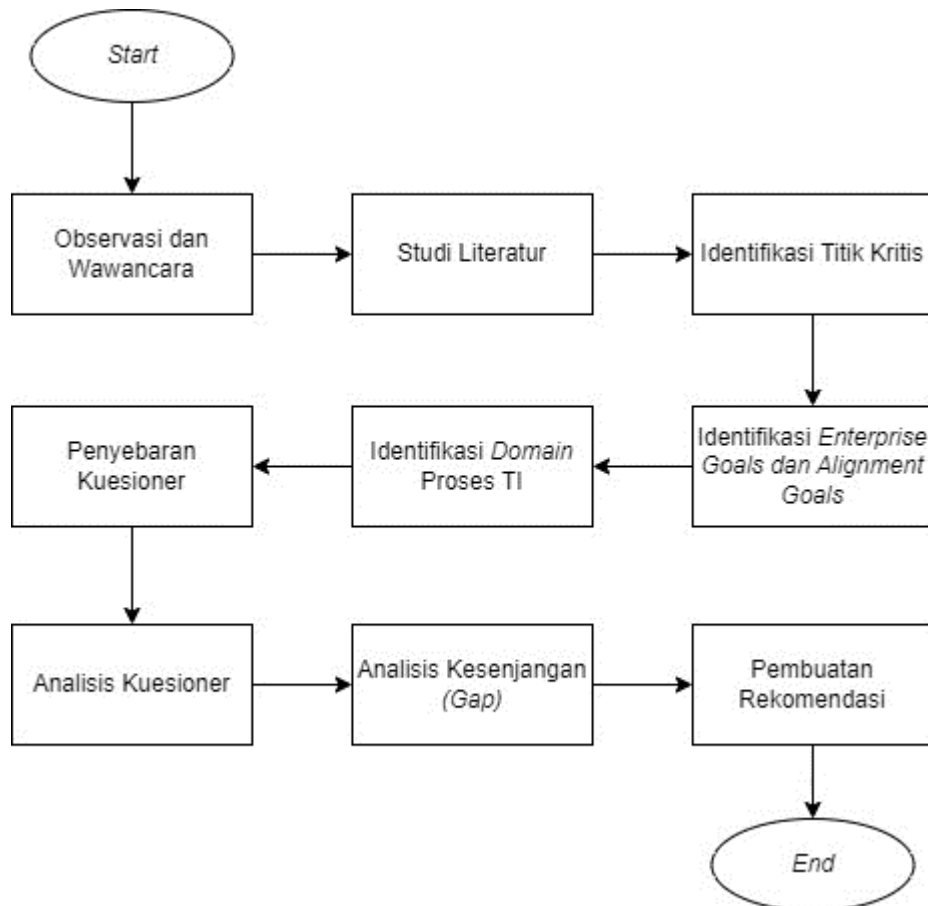 Start
Observasi dan
Wawancara
Studi Literatur
Identifikasi Titik Kritis
Identifikasi Enterprise
Goals dan Alignment
Goals
Identifikasi Domain
Proses TI
Penyebaran
Kuesioner
Analisis Kuesioner
Analisis Kesenjangan
(Gap)
Pembuatan
Rekomendasi
End